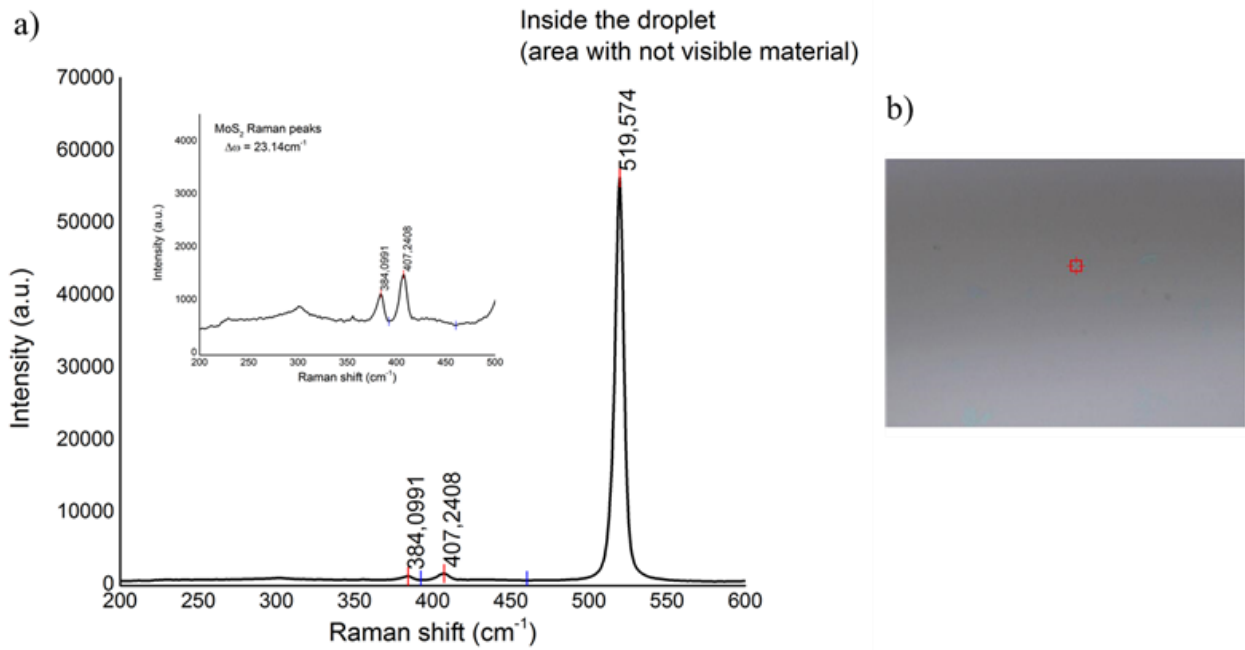 a)
Inside the droplet
(area with not visible material)
b)
70000
60000
50000
40000
30000
20000
10000
0
Intensity (a.u.)
200 250 300 350 400 450 500 550 600
Raman shift (cm⁻¹)
384,0991
407,2408
519,574
MoS₂ Raman peaks
Δω = 23.14cm⁻¹
4000
3000
2000
1000
0
Intensity (a.u.)
384,0991
407,2408
200 250 300 350 400 450 500
Raman shift (cm⁻¹)